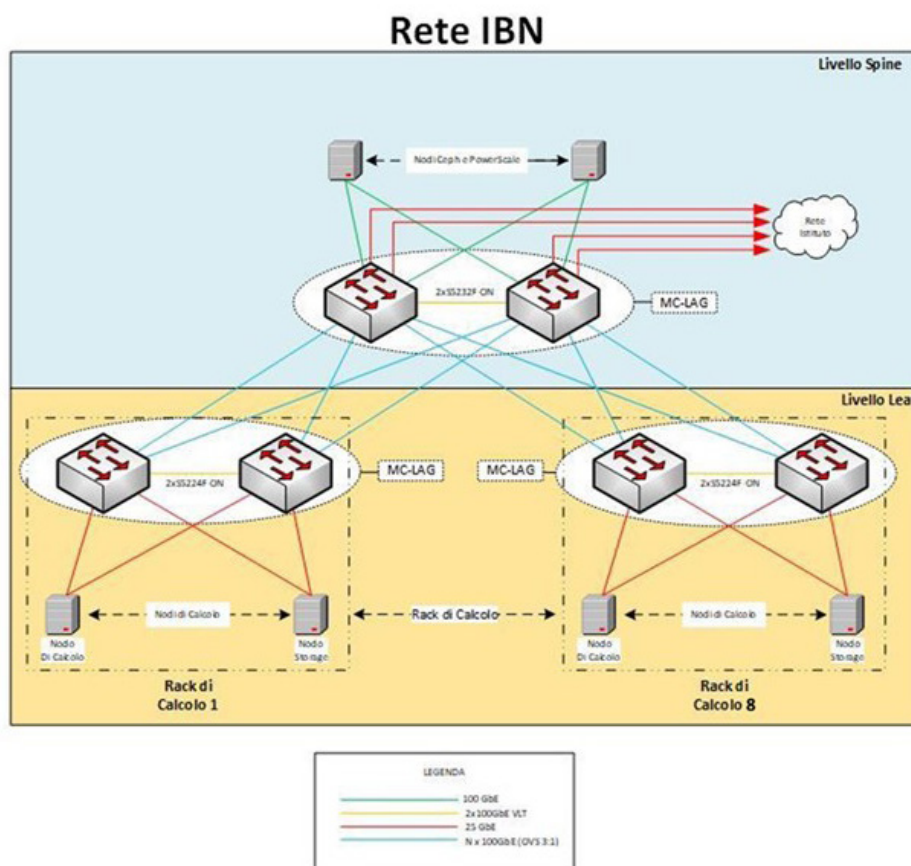 Rete IBN
Livello Spine
Nodi Ceph e PowerScale
Rete
Istituto
2xS5232F-ON
MC-LAG
Livello Lea
MC-LAG
MC-LAG
2xS5224F-ON
2xS5224F-ON
Nodi di Calcolo
Rack di Calcolo
Nodi di Calcolo
Nodo
Di Calcolo
Nodo
Storage
Nodo
Di Calcolo
Nodo
Storage
Rack di
Calcolo 1
Rack di
Calcolo 8
LEGENDA
100 GbE
2x100GbE VLT
25 GbE
N x 100GbE (OVS 3:1)